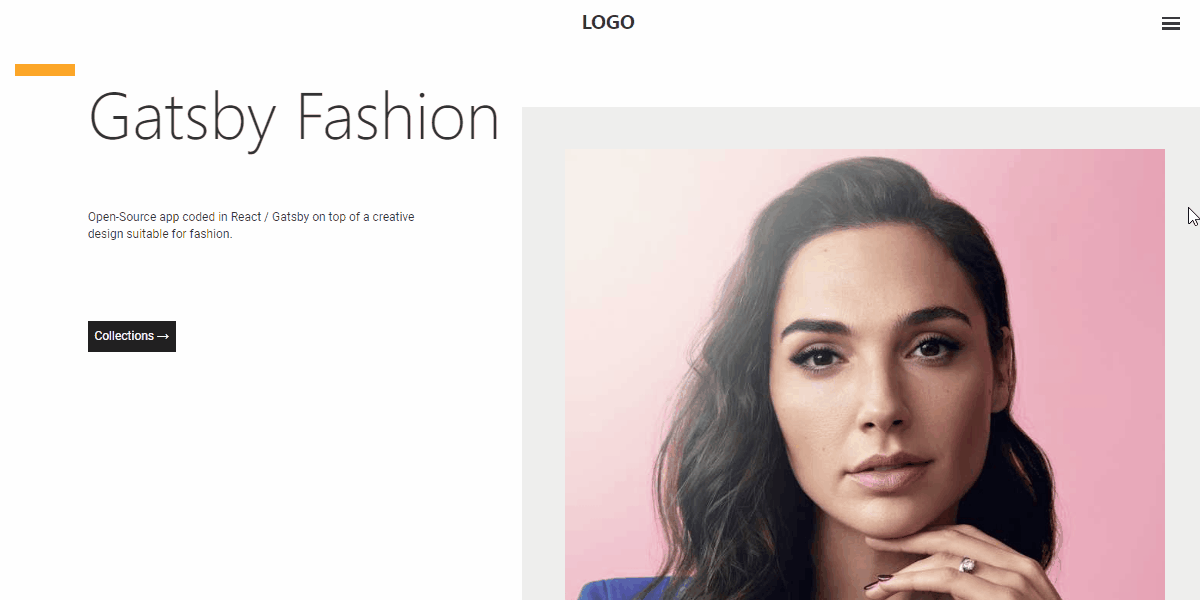 LOGO
Gatsby Fashion
Open-Source app coded in React / Gatsby on top of a creative
design suitable for fashion.
Collections →